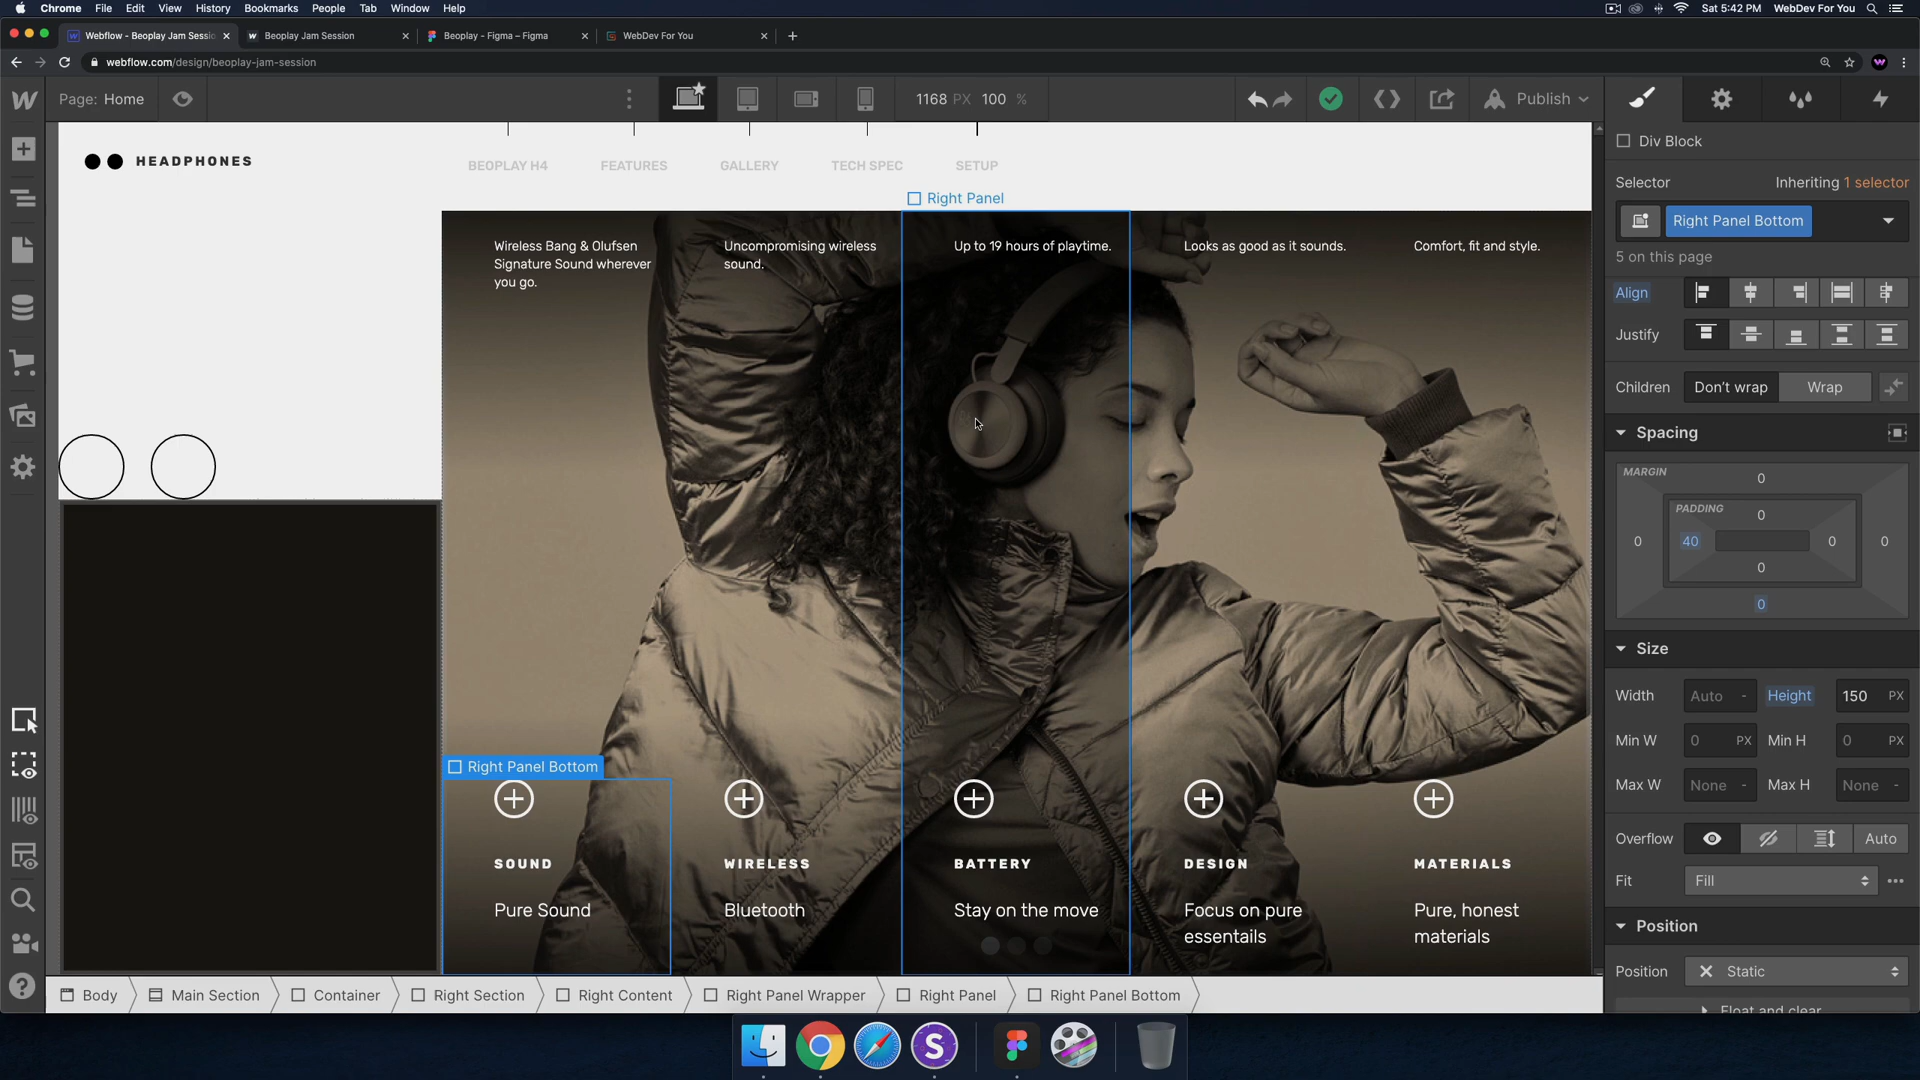 Chrome File Edit View History Bookmarks People Tab Window Help
Sat 5:42 PM WebDev For You
Webflow - Beoplay Jam Sessi
Beoplay Jam Session
Beoplay - Figma – Figma
WebDev For You
webflow.com/design/beoplay-jam-session
Page: Home
1168 PX 100 %
Publish
HEADPHONES
BEOPLAY H4
FEATURES
GALLERY
TECH SPEC
SETUP
Right Panel
Wireless Bang & Olufsen
Signature Sound wherever
you go.
Uncompromising wireless
sound.
Up to 19 hours of playtime.
Looks as good as it sounds.
Comfort, fit and style.
Right Panel Bottom
SOUND
Pure Sound
WIRELESS
Bluetooth
BATTERY
Stay on the move
DESIGN
Focus on pure
essentails
MATERIALS
Pure, honest
materials
Body
Main Section
Container
Right Section
Right Content
Right Panel Wrapper
Right Panel
Right Panel Bottom
Div Block
Selector
Inheriting 1 selector
Right Panel Bottom
5 on this page
Align
Justify
Children
Don't wrap
Wrap
Spacing
MARGIN
0
PADDING
0
0
40
0
0
0
0
Size
Width
Auto -
Height
150 PX
Min W
0 PX
Min H
0 PX
Max W
None -
Max H
None -
Overflow
Auto
Fit
Fill
Position
Position
Static
Float and clear